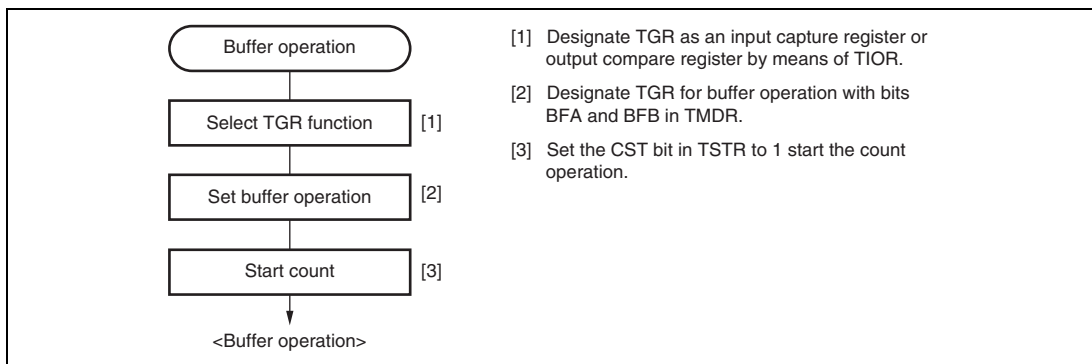 Buffer operation
Select TGR function
[1]
Set buffer operation
[2]
Start count
[3]
<Buffer operation>
[1] Designate TGR as an input capture register or
output compare register by means of TIOR.
[2] Designate TGR for buffer operation with bits
BFA and BFB in TMDR.
[3] Set the CST bit in TSTR to 1 start the count
operation.